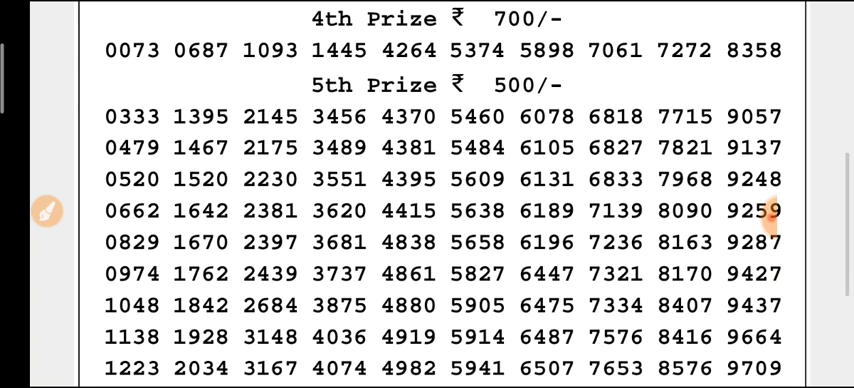 4th Prize ₹ 700/-
0073 0687 1093 1445 4264 5374 5898 7061 7272 8358
5th Prize ₹ 500/-
0333 1395 2145 3456 4370 5460 6078 6818 7715 9057
0479 1467 2175 3489 4381 5484 6105 6827 7821 9137
0520 1520 2230 3551 4395 5609 6131 6833 7968 9248
0662 1642 2381 3620 4415 5638 6189 7139 8090 9259
0829 1670 2397 3681 4838 5658 6196 7236 8163 9287
0974 1762 2439 3737 4861 5827 6447 7321 8170 9427
1048 1842 2684 3875 4880 5905 6475 7334 8407 9437
1138 1928 3148 4036 4919 5914 6487 7576 8416 9664
1223 2034 3167 4074 4982 5941 6507 7653 8576 9709